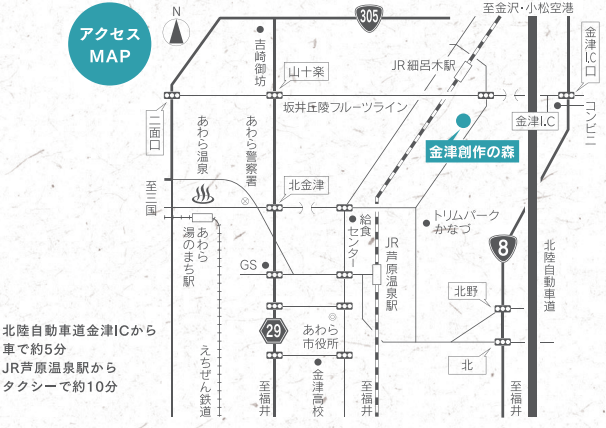 アクセス
MAP
N
305
至金沢・小松空港
吉崎御坊
山十楽
JR細呂木駅
金津I.C口
二面口
坂井丘陵フルーツライン
金津I.C
コンビニ
あわら温泉
あわら警察署
金津創作の森
至三国
北金津
給食
センター
トリムパーク
かなづ
あわら
湯のまち駅
GS
JR芦原温泉駅
8
北陸自動車道
北野
29
あわら
市役所
北
えちぜん鉄道
至福井
金津高校
至福井
至福井
北陸自動車道金津ICから
車で約5分
JR芦原温泉駅から
タクシーで約10分